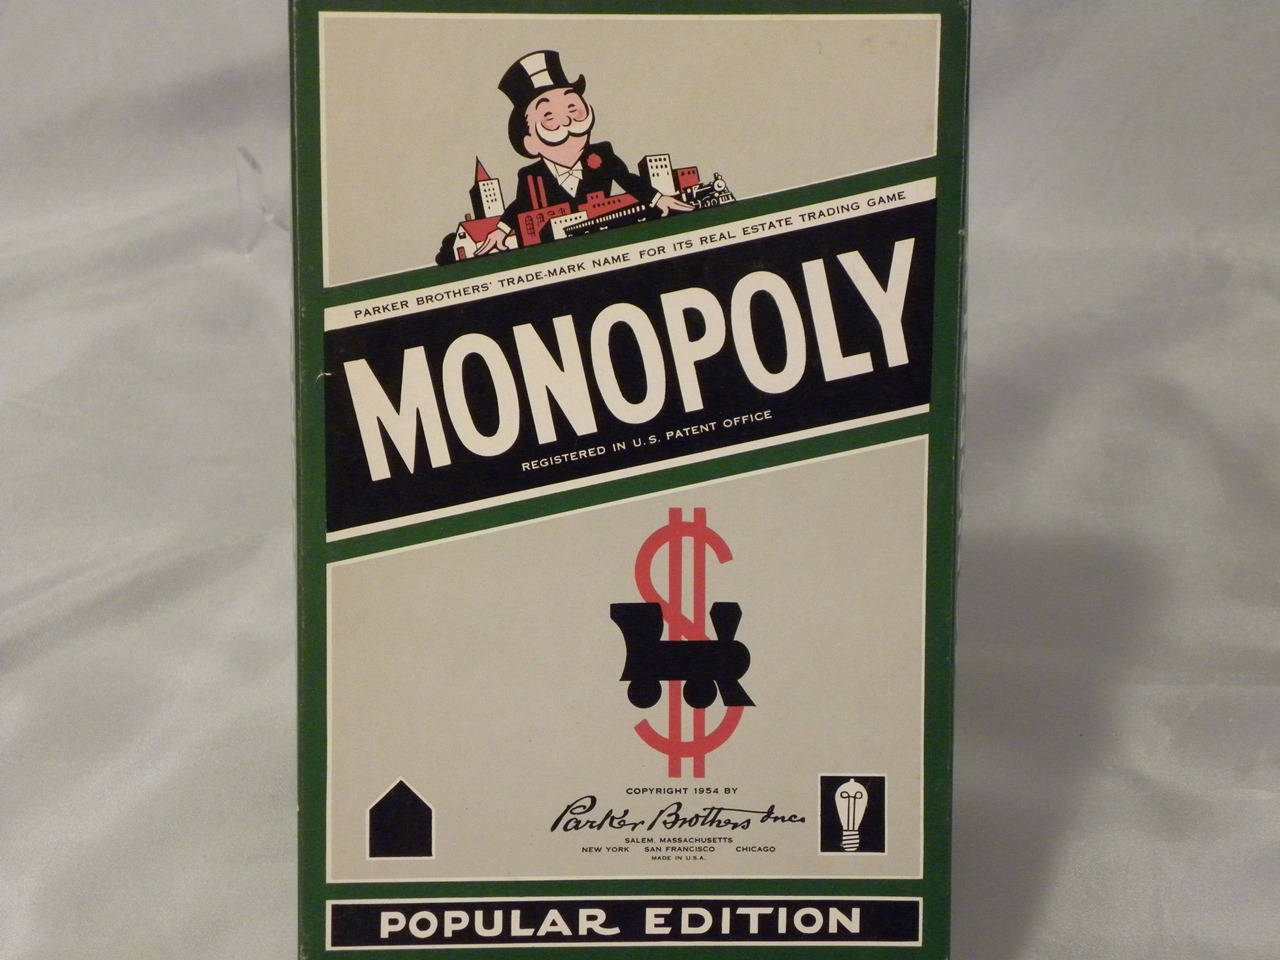 PARKER BROTHERS' TRADE-MARK NAME FOR ITS REAL ESTATE TRADING GAME
MONOPOLY
REGISTERED IN U.S. PATENT OFFICE
COPYRIGHT 1954 BY
Parker Brothers Inc.
SALEM, MASSACHUSETTS
NEW YORK SAN FRANCISCO CHICAGO
MADE IN U.S.A.
POPULAR EDITION